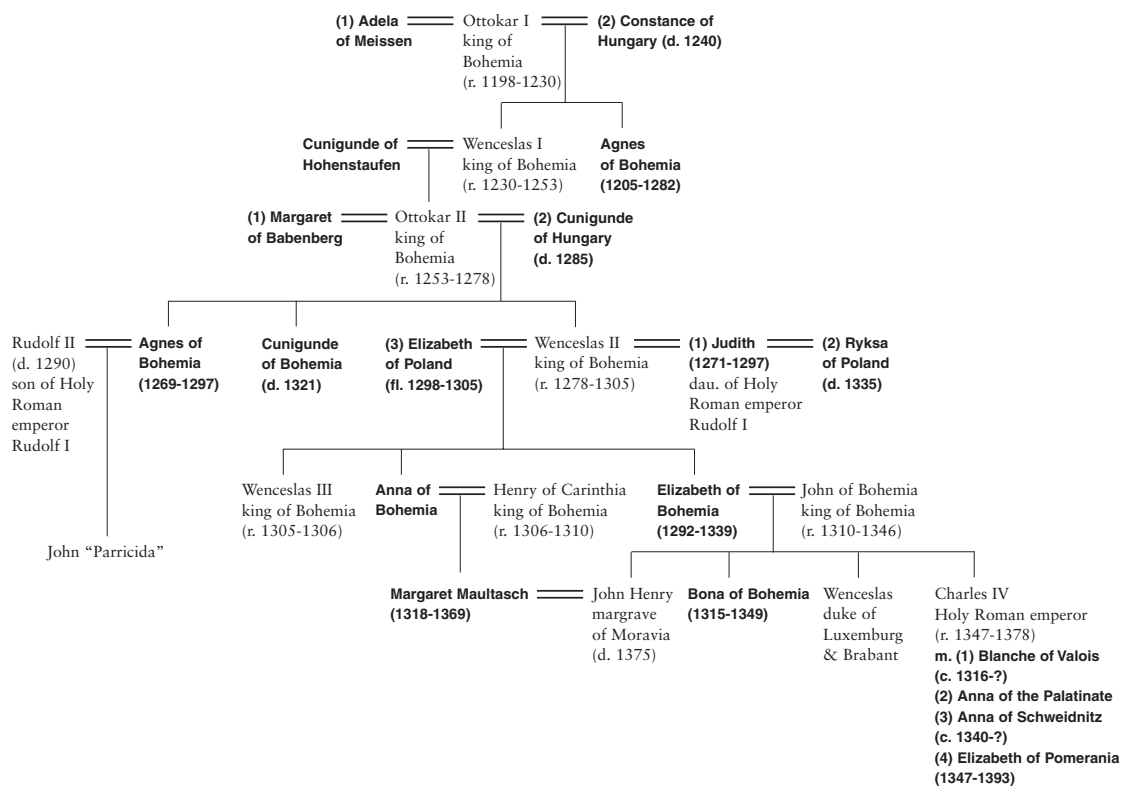 (1) Adela
of Meissen
Ottokar I
king of
Bohemia
(r. 1198-1230)
(2) Constance of
Hungary (d. 1240)
Cunigunde of
Hohenstaufen
Wenceslas I
king of Bohemia
(r. 1230-1253)
Agnes
of Bohemia
(1205-1282)
(1) Margaret
of Babenberg
Ottokar II
king of
Bohemia
(r. 1253-1278)
(2) Cunigunde
of Hungary
(d. 1285)
Rudolf II
(d. 1290)
son of Holy
Roman
emperor
Rudolf I
Agnes of
Bohemia
(1269-1297)
Cunigunde
of Bohemia
(d. 1321)
(3) Elizabeth
of Poland
(fl. 1298-1305)
Wenceslas II
king of Bohemia
(r. 1278-1305)
(1) Judith
(1271-1297)
dau. of Holy
Roman emperor
Rudolf I
(2) Ryksa
of Poland
(d. 1335)
John “Parricida”
Wenceslas III
king of Bohemia
(r. 1305-1306)
Anna of
Bohemia
Henry of Carinthia
king of Bohemia
(r. 1306-1310)
Elizabeth of
Bohemia
(1292-1339)
John of Bohemia
king of Bohemia
(r. 1310-1346)
Margaret Maultasch
(1318-1369)
John Henry
margrave
of Moravia
(d. 1375)
Bona of Bohemia
(1315-1349)
Wenceslas
duke of
Luxemburg
& Brabant
Charles IV
Holy Roman emperor
(r. 1347-1378)
m. (1) Blanche of Valois
(c. 1316-?)
(2) Anna of the Palatinate
(3) Anna of Schweidnitz
(c. 1340-?)
(4) Elizabeth of Pomerania
(1347-1393)